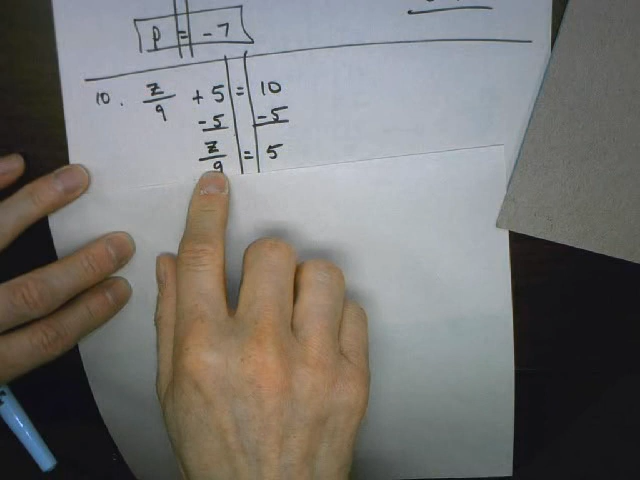 P = -7
10. z/9 + 5 = 10
-5 -5
z/9 = 5